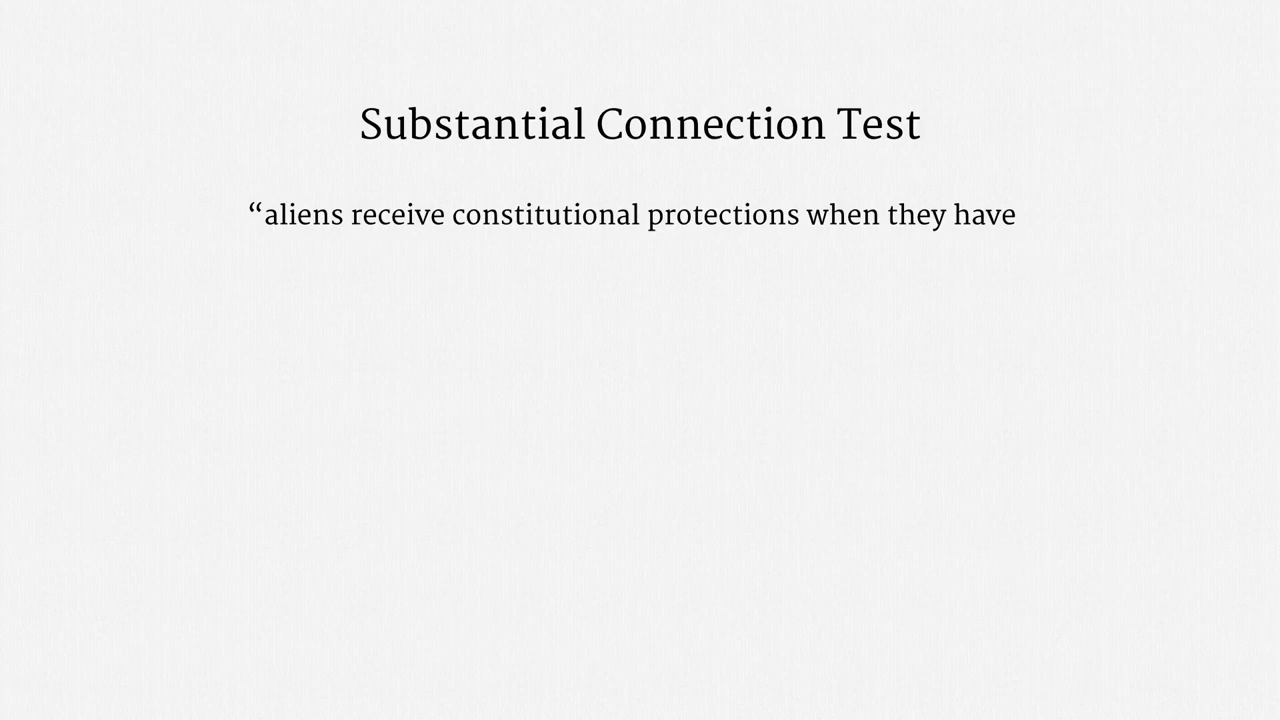 Substantial Connection Test
“aliens receive constitutional protections when they have